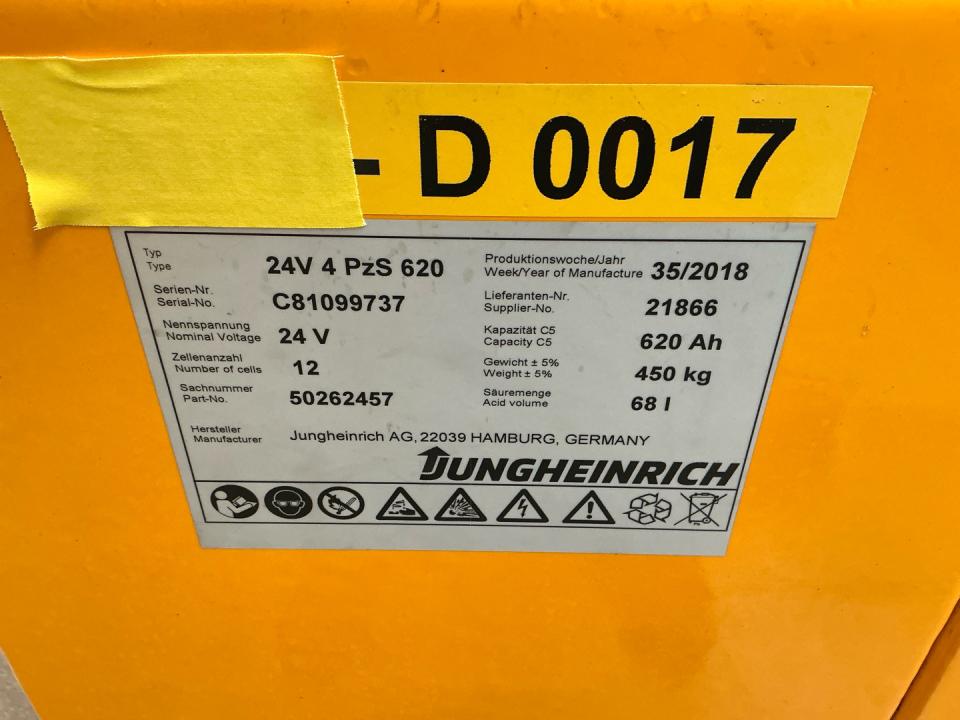 - D 0017
Typ
Type
24V 4 PzS 620
Produktionswoche/Jahr
Week/Year of Manufacture
35/2018
Serien-Nr.
Serial-No.
C81099737
Lieferanten-Nr.
Supplier-No.
21866
Nennspannung
Nominal Voltage
24 V
Kapazität C5
Capacity C5
620 Ah
Zellenanzahl
Number of cells
12
Gewicht ± 5%
Weight ± 5%
450 kg
Sachnummer
Part-No.
50262457
Säuremenge
Acid volume
68 l
Hersteller
Manufacturer
Jungheinrich AG, 22039 HAMBURG, GERMANY
JUNGHEINRICH